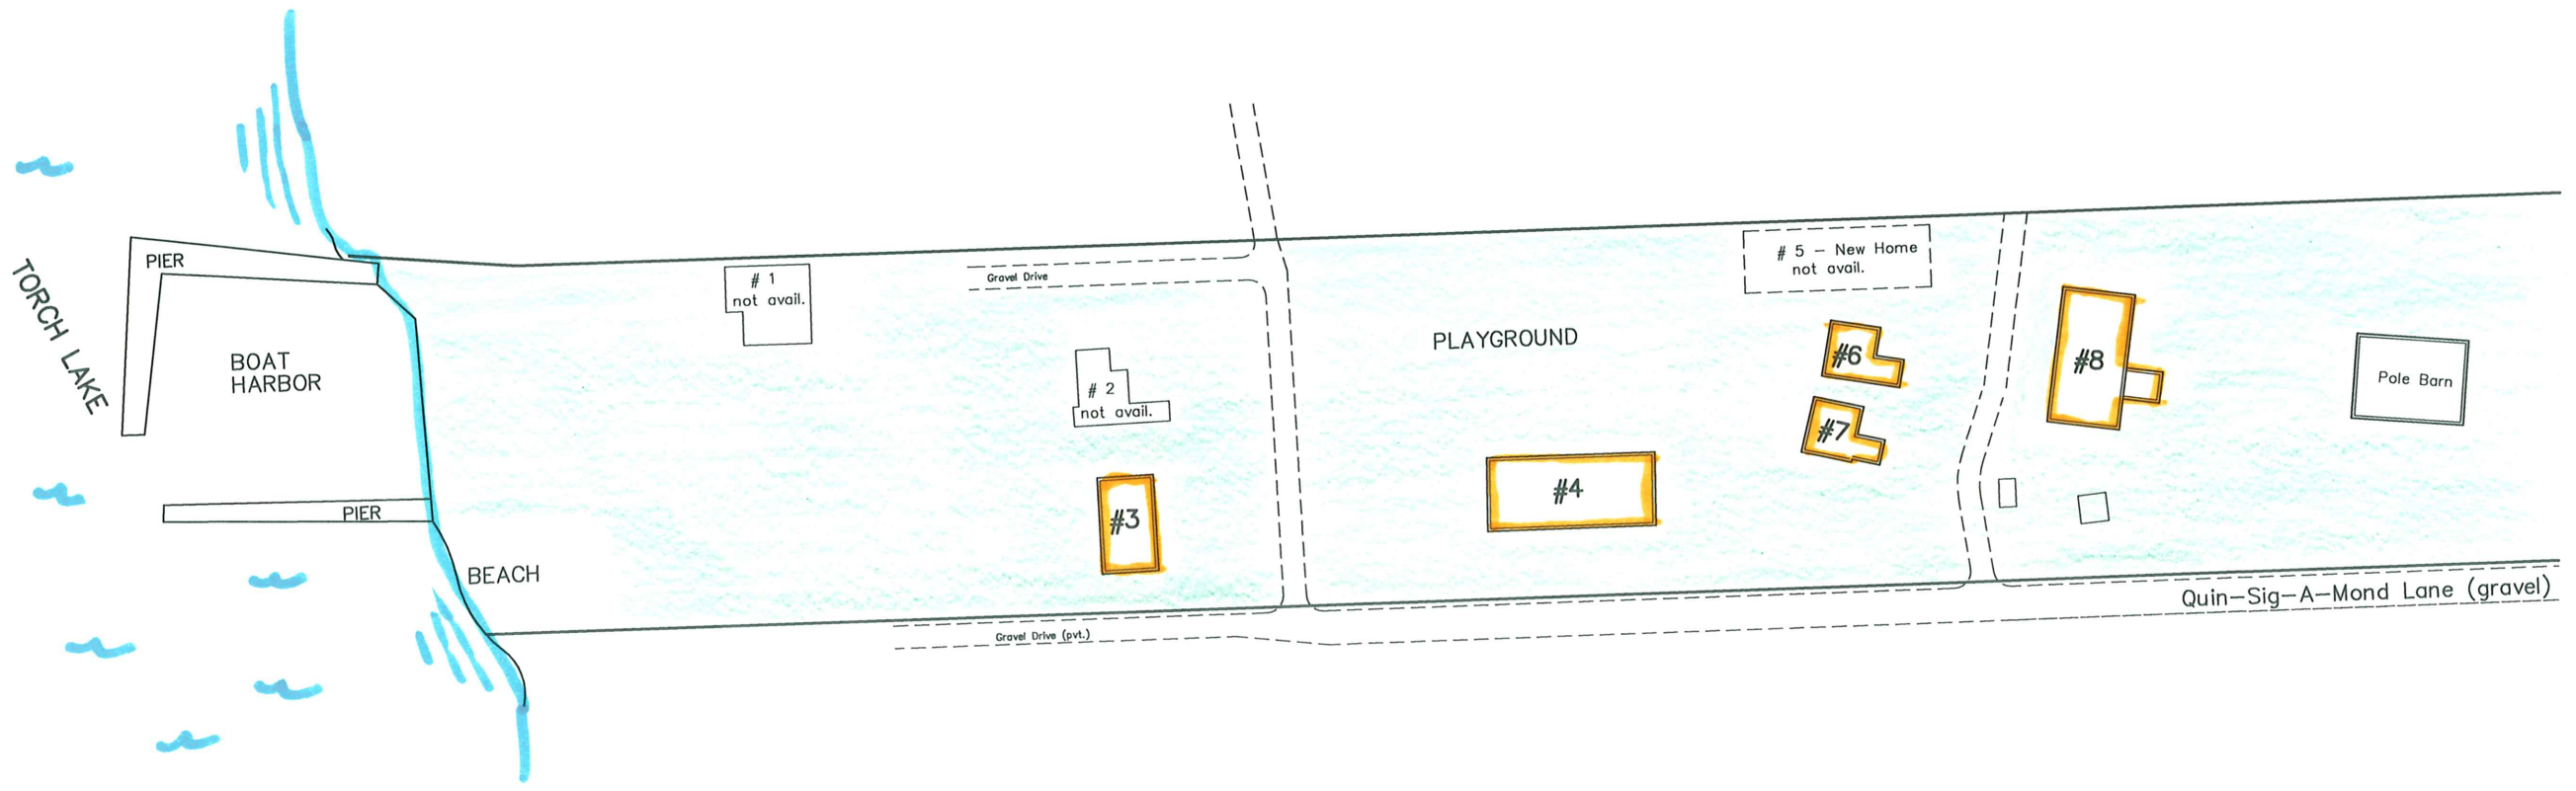 TORCH LAKE
PIER
BOAT
HARBOR
PIER
BEACH
# 1
not avail.
Gravel Drive
# 2
not avail.
#3
Gravel Drive (pvt.)
PLAYGROUND
#4
# 5 - New Home
not avail.
#6
#7
#8
Pole Barn
Quin-Sig-A-Mond Lane (gravel)